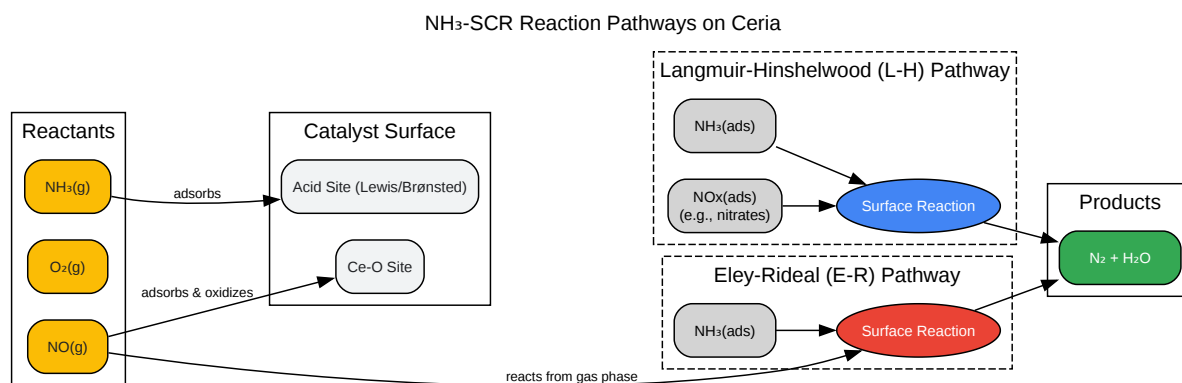 NH₃-SCR Reaction Pathways on Ceria
Reactants
NH₃(g)
O₂(g)
NO(g)
adsorbs
adsorbs & oxidizes
reacts from gas phase
Catalyst Surface
Acid Site (Lewis/Brønsted)
Ce-O Site
Langmuir-Hinshelwood (L-H) Pathway
NH₃(ads)
NOx(ads)
(e.g., nitrates)
Surface Reaction
Eley-Rideal (E-R) Pathway
NH₃(ads)
Surface Reaction
Products
N₂ + H₂O